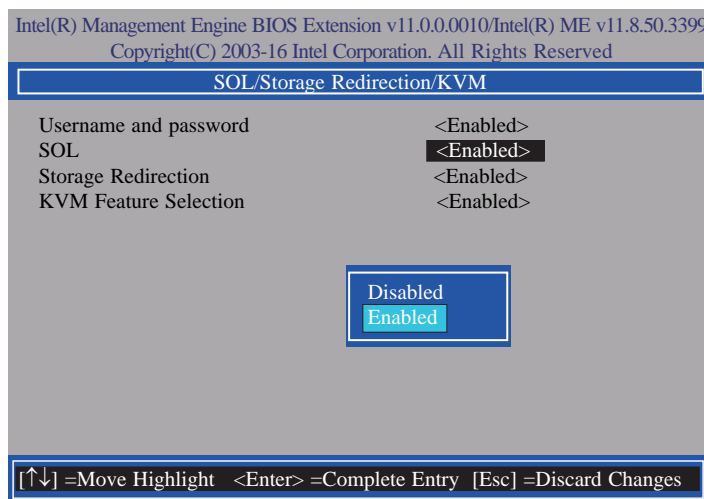 Intel(R) Management Engine BIOS Extension v11.0.0.0010/Intel(R) ME v11.8.50.3399
Copyright(C) 2003-16 Intel Corporation. All Rights Reserved
SOL/Storage Redirection/KVM
Username and password <Enabled>
SOL <Enabled>
Storage Redirection <Enabled>
KVM Feature Selection <Enabled>
Disabled
Enabled
[↑↓] =Move Highlight <Enter> =Complete Entry [Esc] =Discard Changes